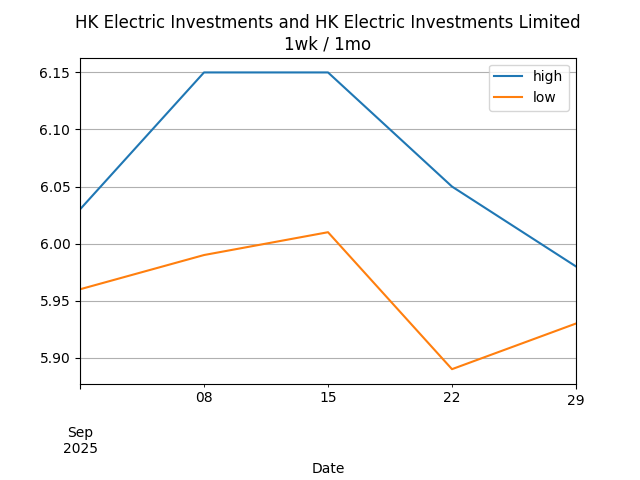 HK Electric Investments and HK Electric Investments Limited
1wk / 1mo
high
low
6.15
6.10
6.05
6.00
5.95
5.90
08
15
22
29
Sep
2025
Date